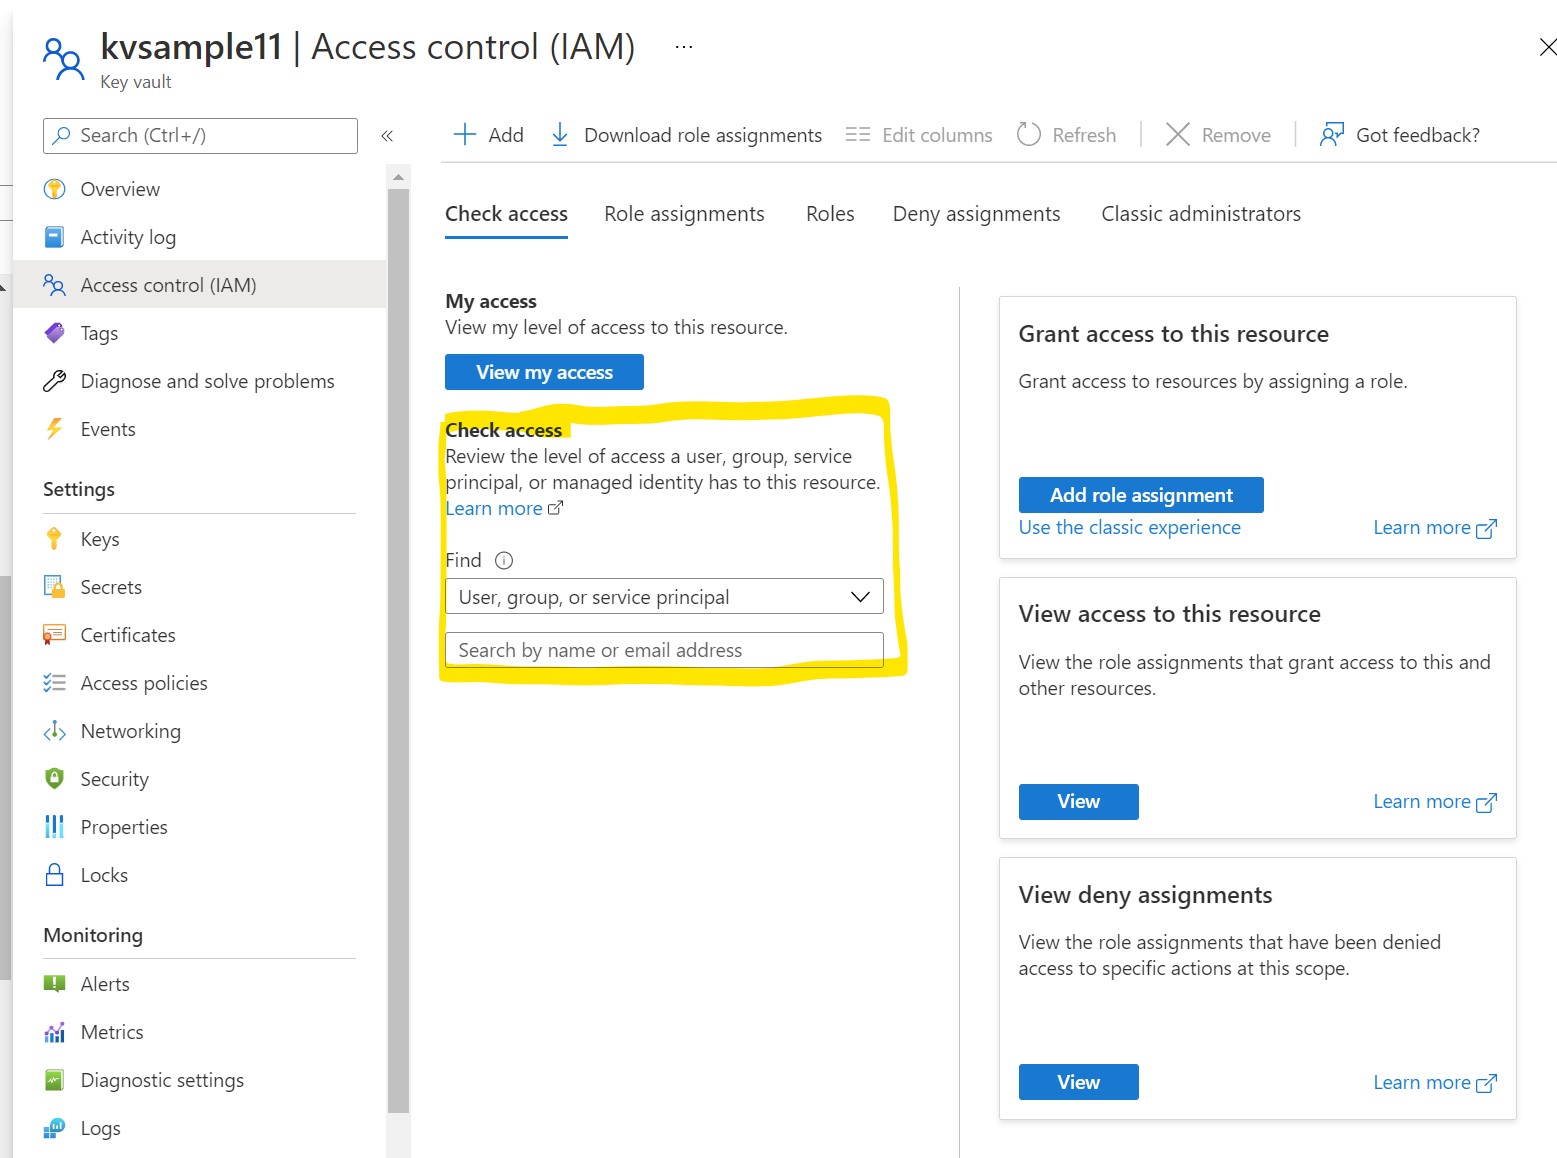 kvsample11 | Access control (IAM) ...
Key vault
Search (Ctrl+/)
«
Overview
Activity log
Access control (IAM)
Tags
Diagnose and solve problems
Events
Settings
Keys
Secrets
Certificates
Access policies
Networking
Security
Properties
Locks
Monitoring
Alerts
Metrics
Diagnostic settings
Logs
Add
Download role assignments
Edit columns
Refresh
Remove
Got feedback?
Check access
Role assignments
Roles
Deny assignments
Classic administrators
My access
View my level of access to this resource.
View my access
Check access
Review the level of access a user, group, service
principal, or managed identity has to this resource.
Learn more
Find
User, group, or service principal
Search by name or email address
Grant access to this resource
Grant access to resources by assigning a role.
Add role assignment
Use the classic experience
Learn more
View access to this resource
View the role assignments that grant access to this and
other resources.
View
Learn more
View deny assignments
View the role assignments that have been denied
access to specific actions at this scope.
View
Learn more